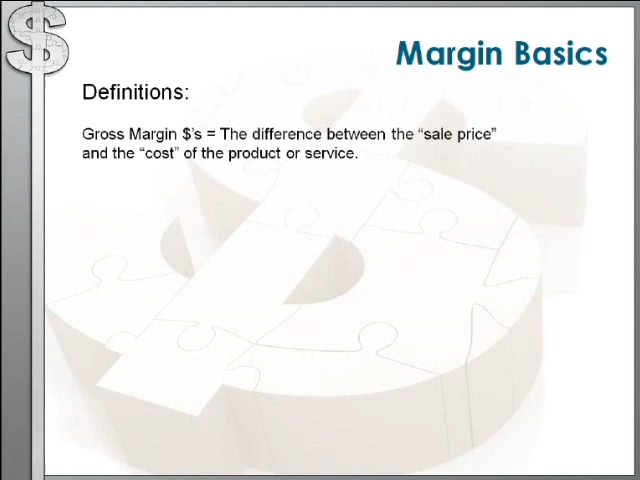 Margin Basics
Definitions:
Gross Margin $'s = The difference between the “sale price”
and the “cost” of the product or service.